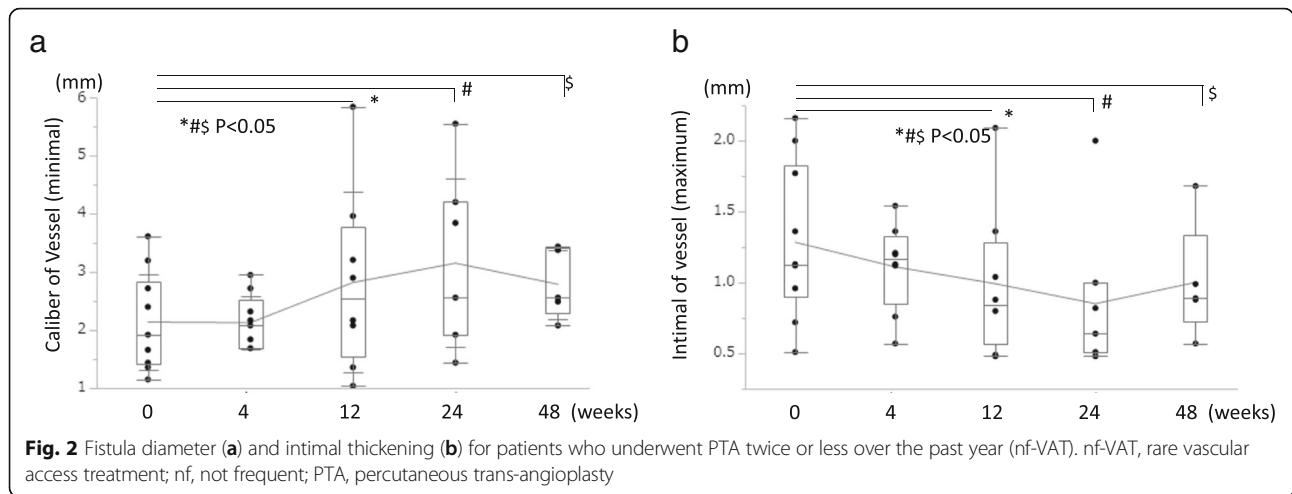 a
(mm)
$
#
*
*#$ P<0.05
Caliber of Vessel (minimal)
6
5
4
3
2
1
0 4 12 24 48 (weeks)
b
(mm)
$
#
*
*#$ P<0.05
Intimal of vessel (maximum)
2.0
1.5
1.0
0.5
0 4 12 24 48 (weeks)
Fig. 2 Fistula diameter (a) and intimal thickening (b) for patients who underwent PTA twice or less over the past year (nf-VAT). nf-VAT, rare vascular
access treatment; nf, not frequent; PTA, percutaneous trans-angioplasty